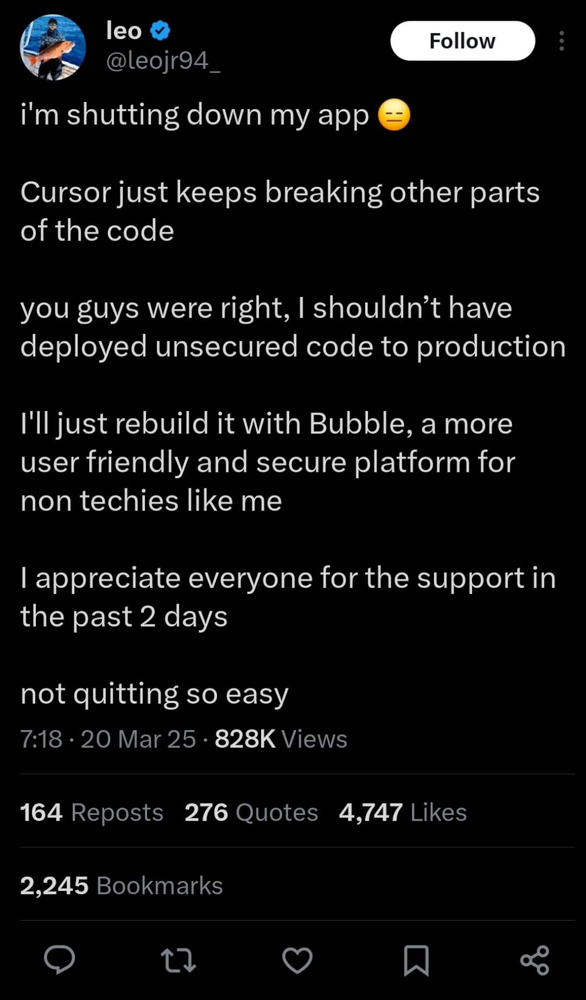 leo
@leojr94_
Follow
i'm shutting down my app 😑
Cursor just keeps breaking other parts
of the code
you guys were right, I shouldn’t have
deployed unsecured code to production
I'll just rebuild it with Bubble, a more
user friendly and secure platform for
non techies like me
I appreciate everyone for the support in
the past 2 days
not quitting so easy
7:18 · 20 Mar 25 · 828K Views
164 Reposts 276 Quotes 4,747 Likes
2,245 Bookmarks